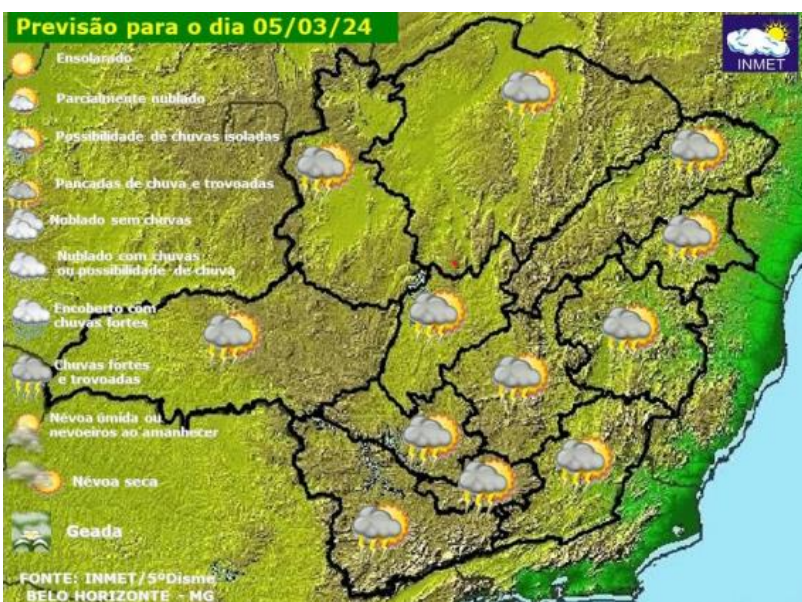 Previsão para o dia 05/03/24
INMET
Ensolarado
Parcialmente nublado
Possibilidade de chuvas isoladas
Pancadas de chuva e trovoadas
Nublado sem chuvas
Nublado com chuvas
ou possibilidade de chuva
Encoberto com
chuvas fortes
Chuvas fortes
e trovoadas
Névoa úmida ou
nevoeiros ao amanhecer
Névoa seca
Geada
FONTE: INMET/5ºDisme
BELO HORIZONTE - MG